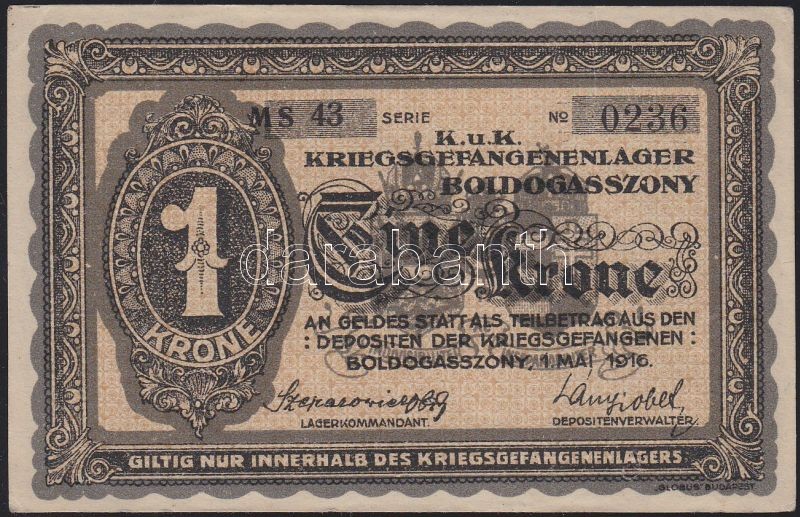 MS 43 SERIE No 0236
K.u.K.
KRIEGSGEFANGENENLAGER
BOLDOGASSZONY
Eine
Krone
1
KRONE
AN GELDES STATT ALS TEILBETRAG AUS DEN
: DEPOSITEN DER KRIEGSGEFANGENEN :
BOLDOGASSZONY, 1. MAI 1916.
LAGERKOMMANDANT. DEPOSITENVERWALTER.
GILTIG NUR INNERHALB DES KRIEGSGEFANGENENLAGERS
„GLOBUS" BUDAPEST
darabanth